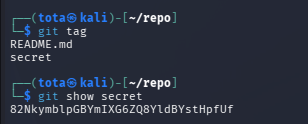 ┌──(tota㉿kali)-[~/repo]
└─$ git tag
README.md
secret
┌──(tota㉿kali)-[~/repo]
└─$ git show secret
82NkymblpGBYmIXG6ZQ8YldBYstHpfUf